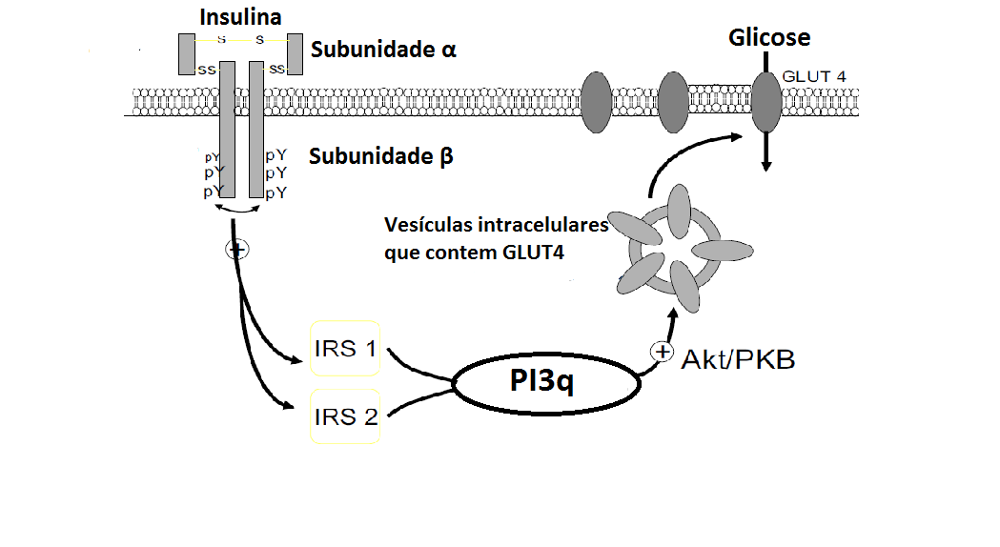 Insulina
S S
Subunidade α
SS SS
Glicose
GLUT 4
Subunidade β
pY pY
pY pY
pY pY
Vesículas intracelulares
que contem GLUT4
+
IRS 1
IRS 2
PI3q
+
Akt/PKB